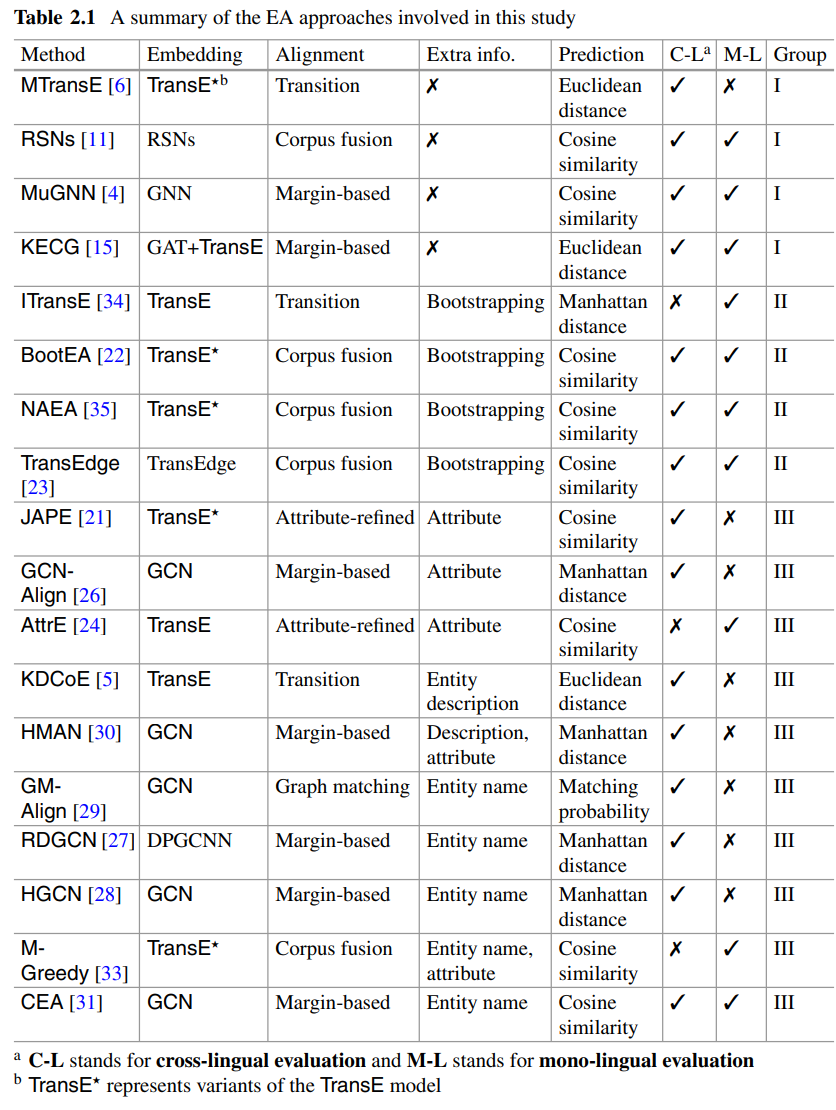 Table 2.1 A summary of the EA approaches involved in this study
Method Embedding Alignment Extra info. Prediction C-Lᵃ M-L Group
MTransE [6] TransE⋆ᵇ Transition ✗ Euclidean distance ✓ ✗ I
RSNs [11] RSNs Corpus fusion ✗ Cosine similarity ✓ ✓ I
MuGNN [4] GNN Margin-based ✗ Cosine similarity ✓ ✓ I
KECG [15] GAT+TransE Margin-based ✗ Euclidean distance ✓ ✓ I
ITransE [34] TransE Transition Bootstrapping Manhattan distance ✗ ✓ II
BootEA [22] TransE⋆ Corpus fusion Bootstrapping Cosine similarity ✓ ✓ II
NAEA [35] TransE⋆ Corpus fusion Bootstrapping Cosine similarity ✓ ✓ II
TransEdge [23] TransEdge Corpus fusion Bootstrapping Cosine similarity ✓ ✓ II
JAPE [21] TransE⋆ Attribute-refined Attribute Cosine similarity ✓ ✗ III
GCN-Align [26] GCN Margin-based Attribute Manhattan distance ✓ ✗ III
AttrE [24] TransE Attribute-refined Attribute Cosine similarity ✗ ✓ III
KDCoE [5] TransE Transition Entity description Euclidean distance ✓ ✗ III
HMAN [30] GCN Margin-based Description, attribute Manhattan distance ✓ ✗ III
GM-Align [29] GCN Graph matching Entity name Matching probability ✓ ✗ III
RDGCN [27] DPGCNN Margin-based Entity name Manhattan distance ✓ ✗ III
HGCN [28] GCN Margin-based Entity name Manhattan distance ✓ ✗ III
M-Greedy [33] TransE⋆ Corpus fusion Entity name, attribute Cosine similarity ✗ ✓ III
CEA [31] GCN Margin-based Entity name Cosine similarity ✓ ✓ III
ᵃ C-L stands for cross-lingual evaluation and M-L stands for mono-lingual evaluation
ᵇ TransE⋆ represents variants of the TransE model